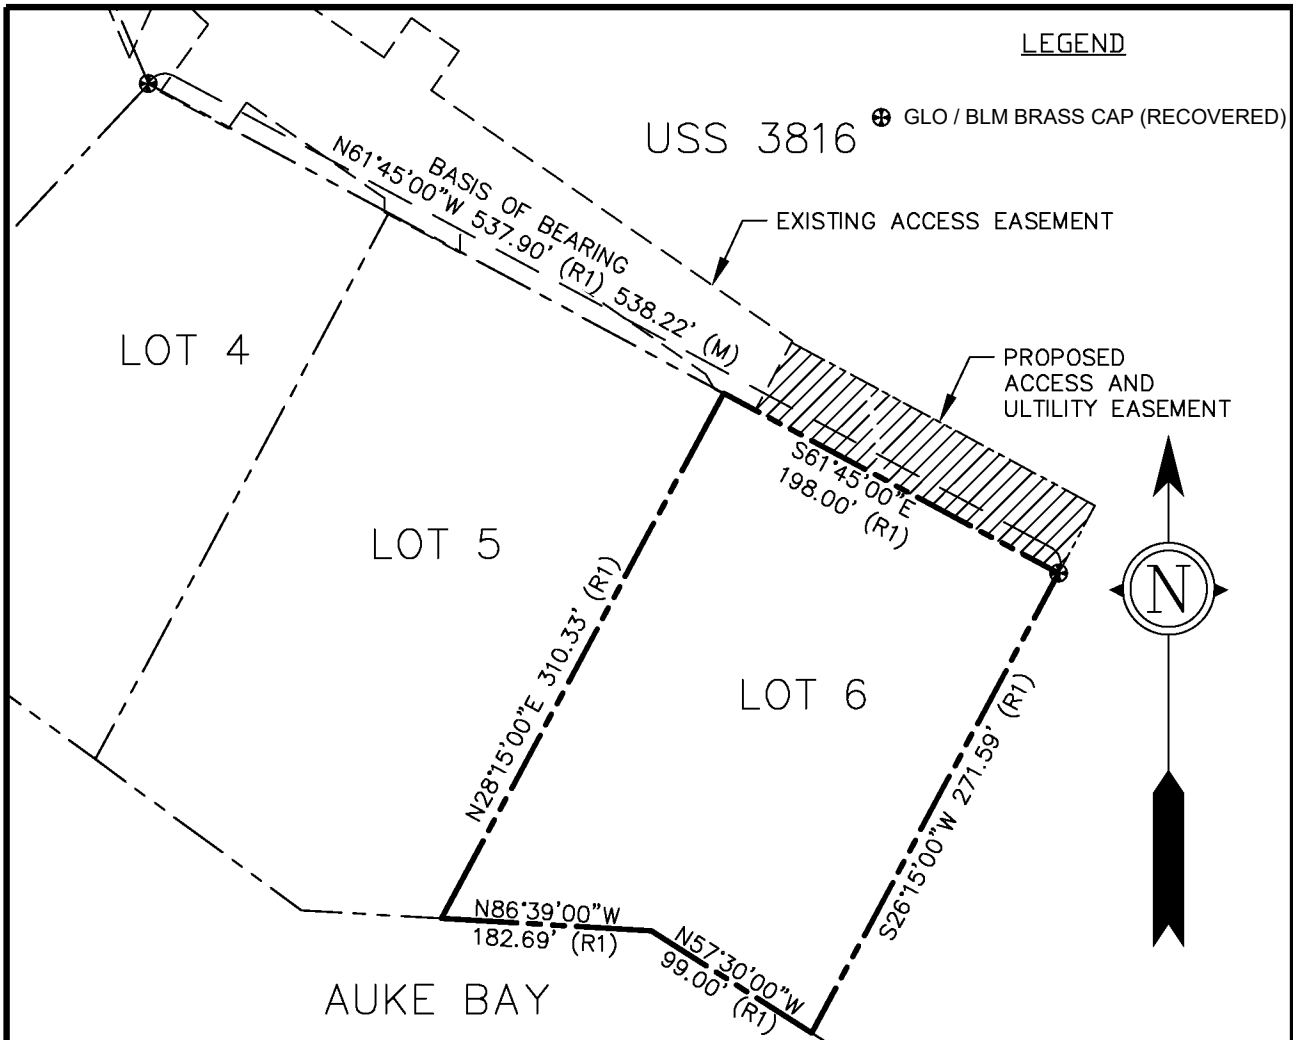 LEGEND
GLO / BLM BRASS CAP (RECOVERED)
USS 3816
BASIS OF BEARING
N61°45'00"W 537.90' (R1) 538.22' (M)
EXISTING ACCESS EASEMENT
LOT 4
PROPOSED
ACCESS AND
ULTILITY EASEMENT
S61°45'00"E
198.00' (R1)
LOT 5
N
LOT 6
N28°15'00"E 310.33' (R1)
S26°15'00"W 271.59' (R1)
N86°39'00"W
182.69' (R1)
N57°30'00"W
99.00' (R1)
AUKE BAY